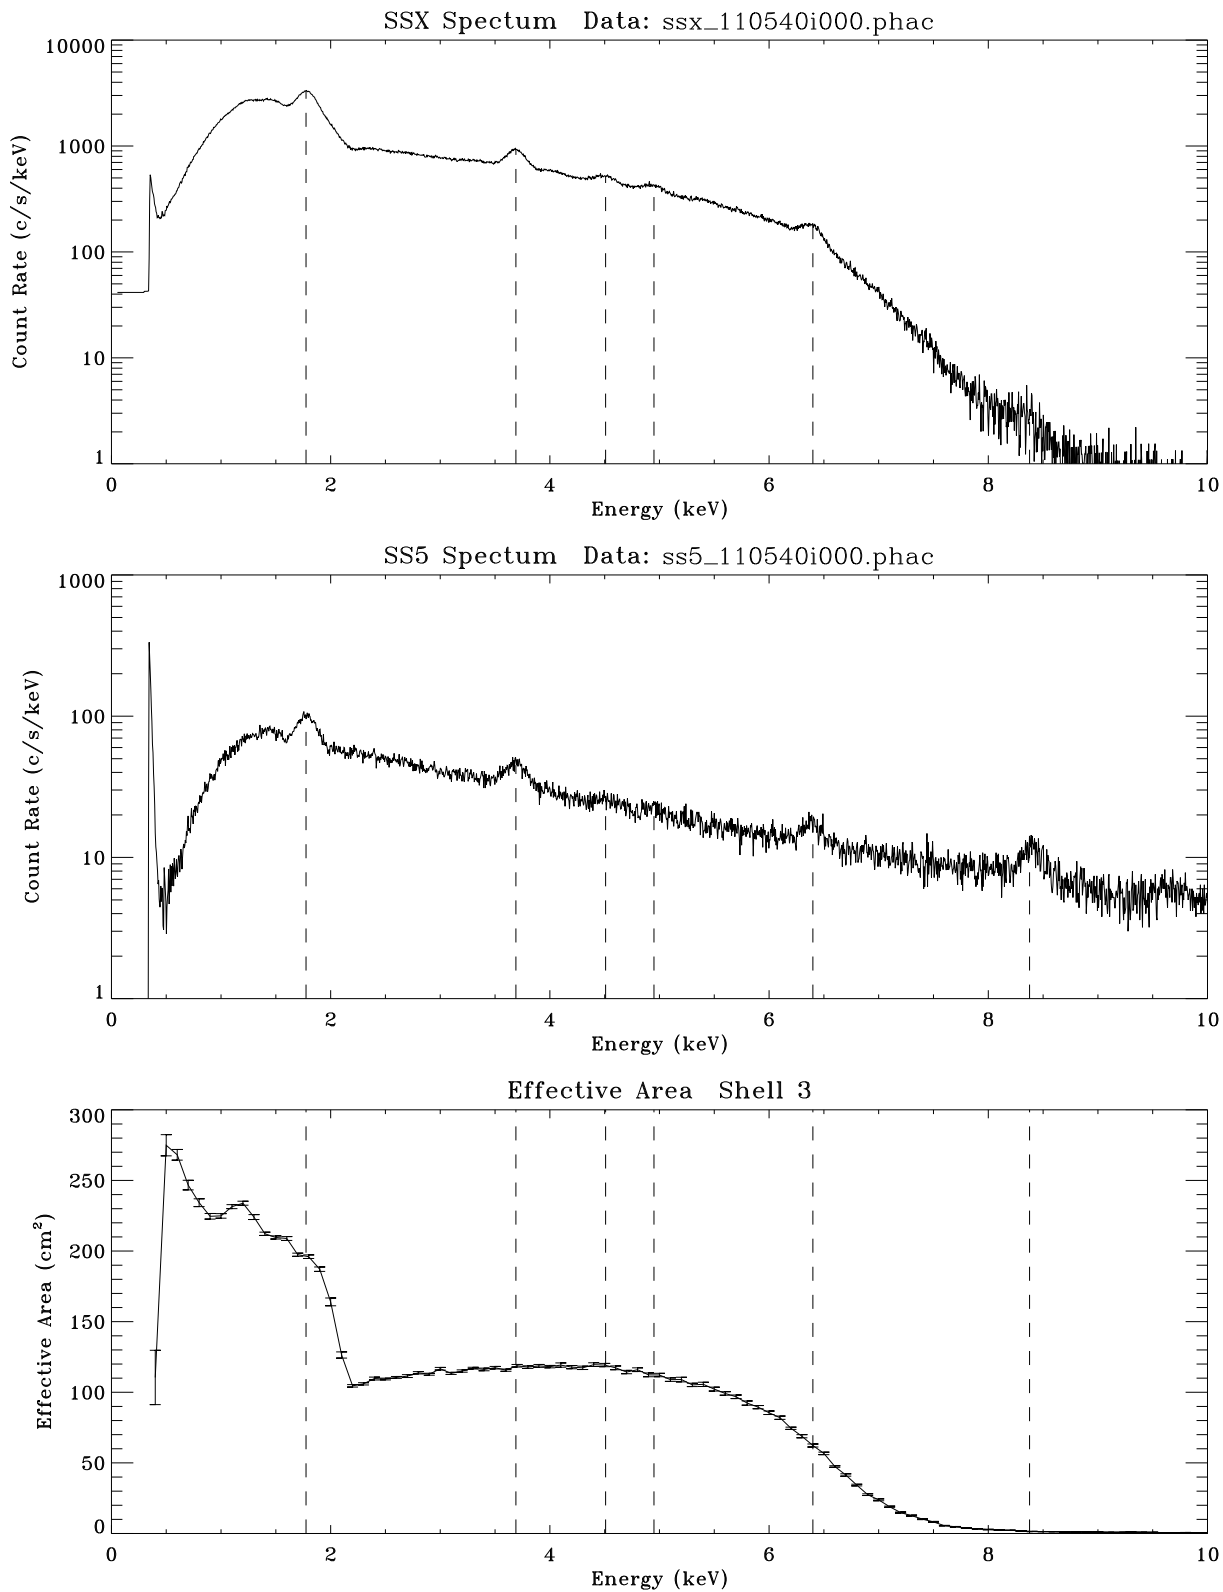 SSX Spectrum Data: ssx_110540i000.phac
10000
1000
100
10
1
Count Rate (c/s/keV)
0 2 4 6 8 10
Energy (keV)
SS5 Spectrum Data: ss5_110540i000.phac
1000
100
10
1
Count Rate (c/s/keV)
0 2 4 6 8 10
Energy (keV)
Effective Area Shell 3
300
250
200
150
100
50
0
Effective Area (cm²)
0 2 4 6 8 10
Energy (keV)